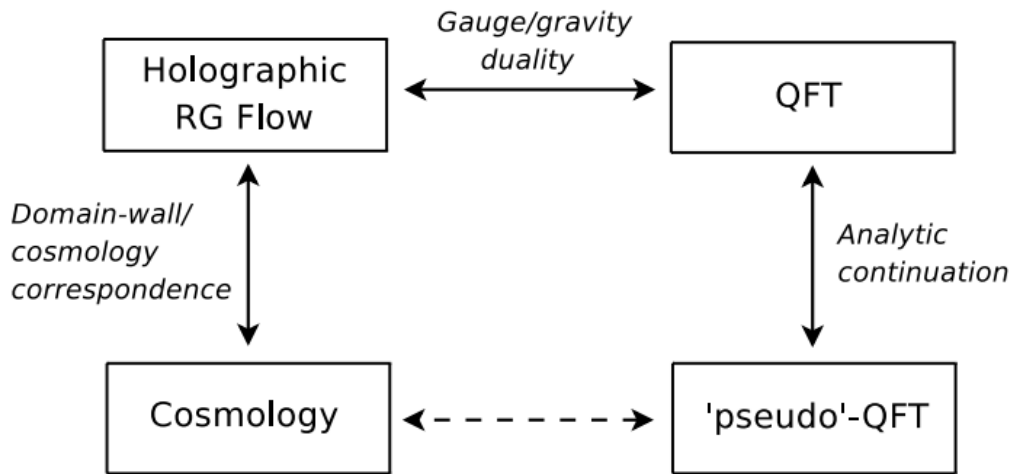 Gauge/gravity
duality
Holographic
RG Flow
QFT
Domain-wall/
cosmology
correspondence
Analytic
continuation
Cosmology
'pseudo'-QFT